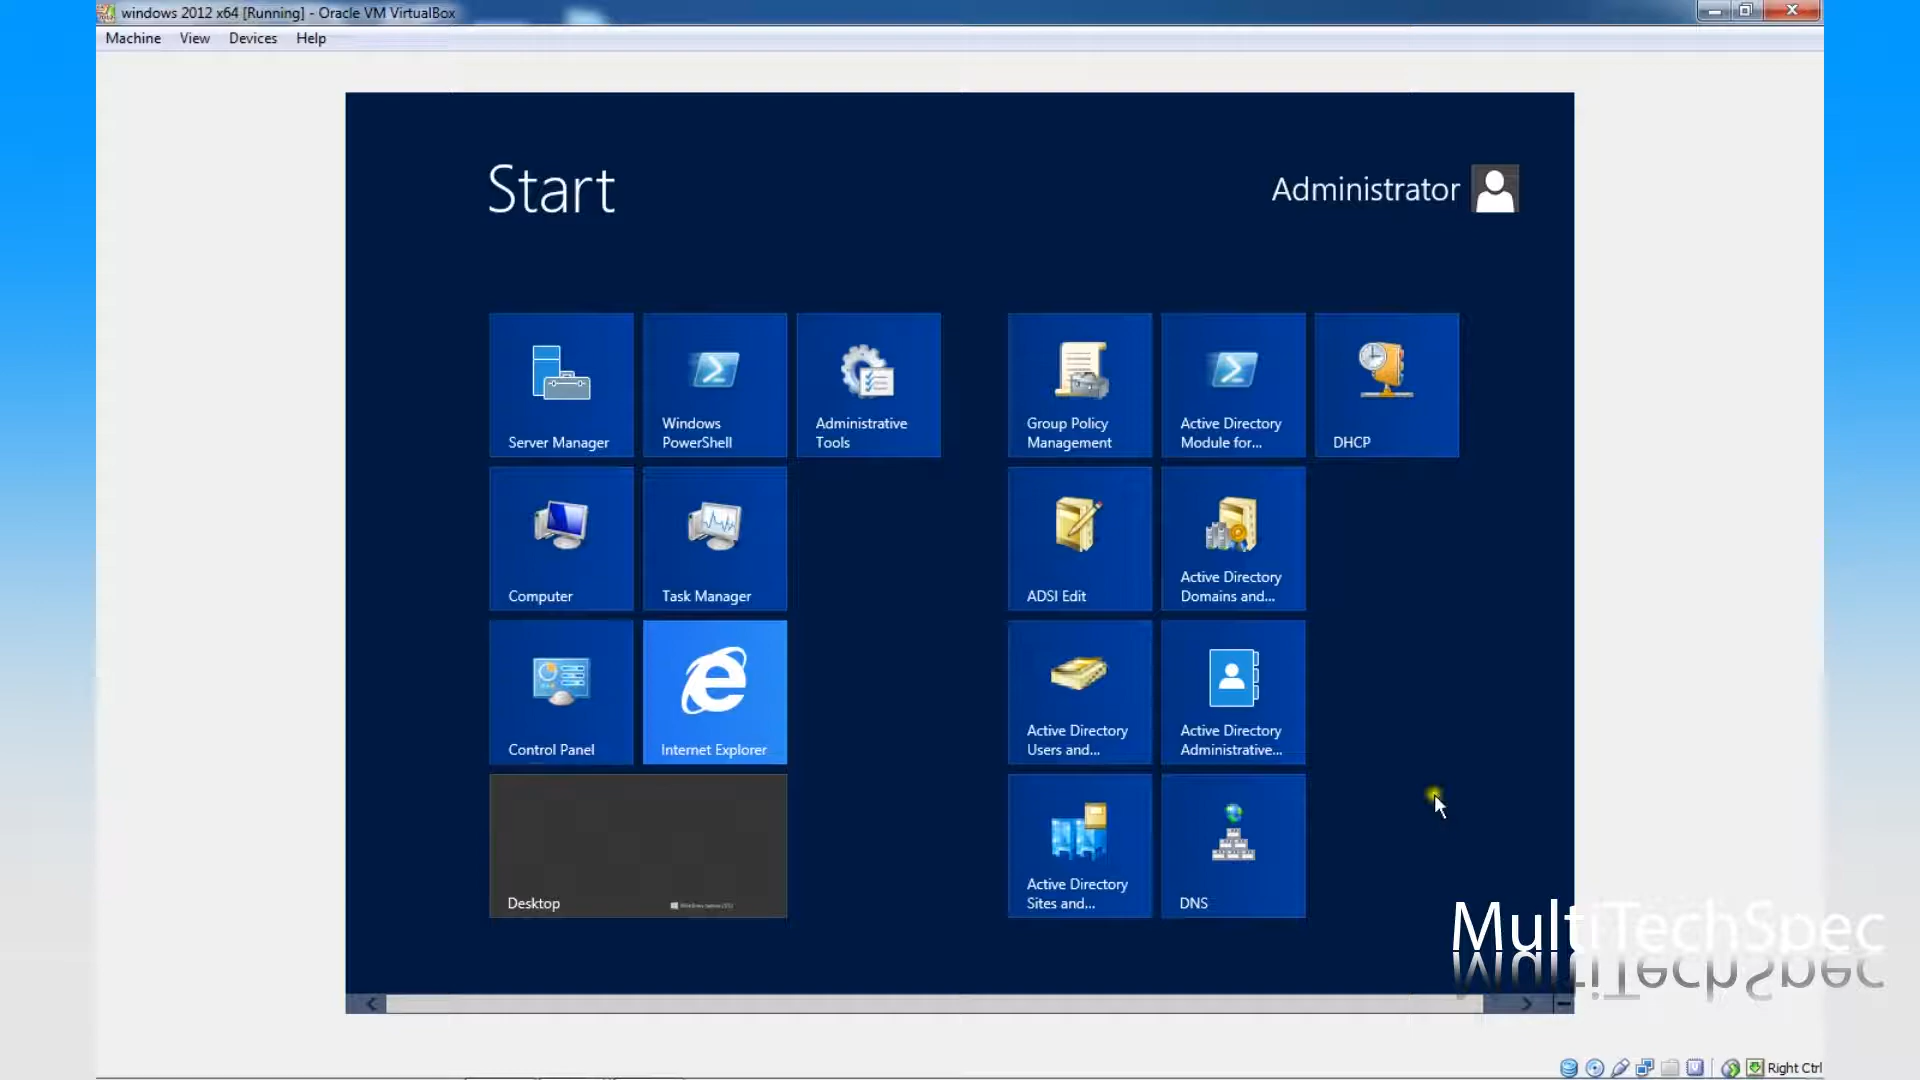 windows 2012 x64 [Running] - Oracle VM VirtualBox
Machine View Devices Help
Start
Administrator
Server Manager
Windows
PowerShell
Administrative
Tools
Group Policy
Management
Active Directory
Module for...
DHCP
Computer
Task Manager
ADSI Edit
Active Directory
Domains and...
Control Panel
Internet Explorer
Active Directory
Users and...
Active Directory
Administrative...
Desktop
Active Directory
Sites and...
DNS
MultiTechSpec
Right Ctrl